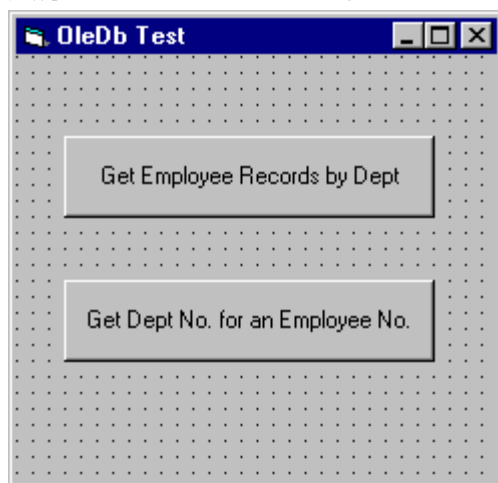 OleDb Test
Get Employee Records by Dept
Get Dept No. for an Employee No.